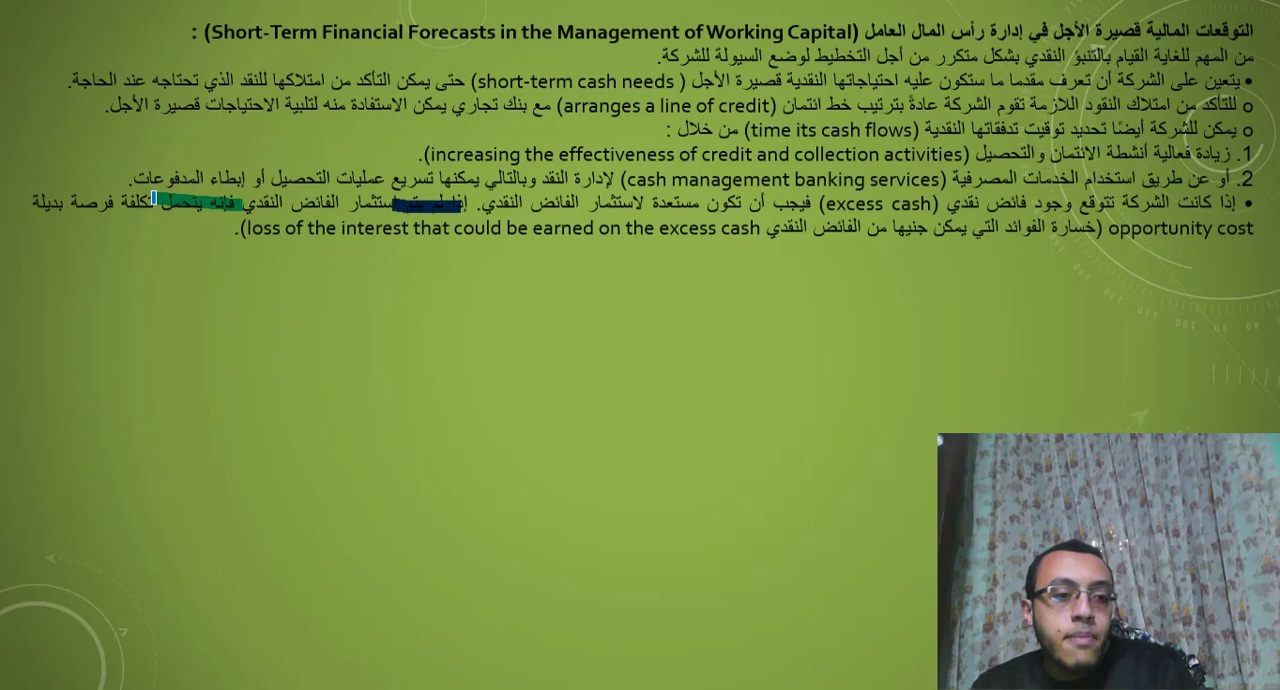 التوقعات المالية قصيرة الأجل في إدارة رأس المال العامل (Short-Term Financial Forecasts in the Management of Working Capital) :
من المهم للغاية القيام بالتنبؤ النقدي بشكل متكرر من أجل التخطيط لوضع السيولة للشركة.
• يتعين على الشركة أن تعرف مقدما ما ستكون عليه احتياجاتها النقدية قصيرة الأجل ( short-term cash needs) حتى يمكن التأكد من امتلاكها للنقد الذي تحتاجه عند الحاجة.
o للتأكد من امتلاك النقود اللازمة تقوم الشركة عادةً بترتيب خط ائتمان (arranges a line of credit) مع بنك تجاري يمكن الاستفادة منه لتلبية الاحتياجات قصيرة الأجل.
o يمكن للشركة أيضًا تحديد توقيت تدفقاتها النقدية (time its cash flows) من خلال :
1. زيادة فعالية أنشطة الائتمان والتحصيل (increasing the effectiveness of credit and collection activities).
2. أو عن طريق استخدام الخدمات المصرفية (cash management banking services) لإدارة النقد وبالتالي يمكنها تسريع عمليات التحصيل أو إبطاء المدفوعات.
• إذا كانت الشركة تتوقع وجود فائض نقدي (excess cash) فيجب أن تكون مستعدة لاستثمار الفائض النقدي. إذا لم يتم استثمار الفائض النقدي فإنه يتحمل تكلفة فرصة بديلة
opportunity cost (خسارة الفوائد التي يمكن جنيها من الفائض النقدي loss of the interest that could be earned on the excess cash).